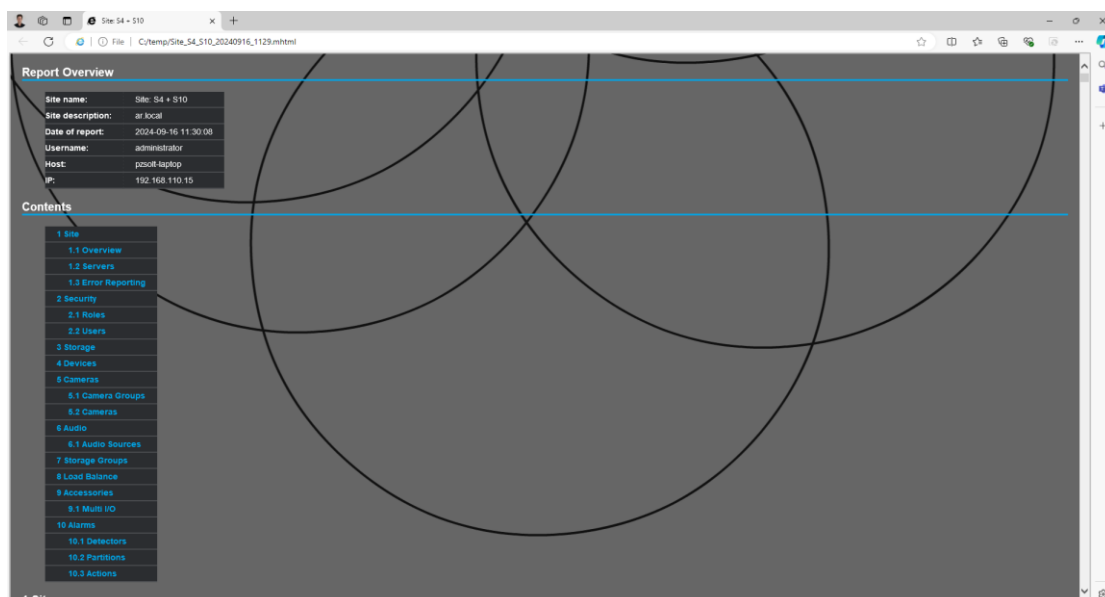 Site: S4 + S10
File C:/temp/Site_S4_S10_20240916_1129.mhtml
Report Overview
Site name: Site: S4 + S10
Site description: ar.local
Date of report: 2024-09-16 11:30:08
Username: administrator
Host: pzsolt-laptop
IP: 192.168.110.15
Contents
1 Site
1.1 Overview
1.2 Servers
1.3 Error Reporting
2 Security
2.1 Roles
2.2 Users
3 Storage
4 Devices
5 Cameras
5.1 Camera Groups
5.2 Cameras
6 Audio
6.1 Audio Sources
7 Storage Groups
8 Load Balance
9 Accessories
9.1 Multi I/O
10 Alarms
10.1 Detectors
10.2 Partitions
10.3 Actions